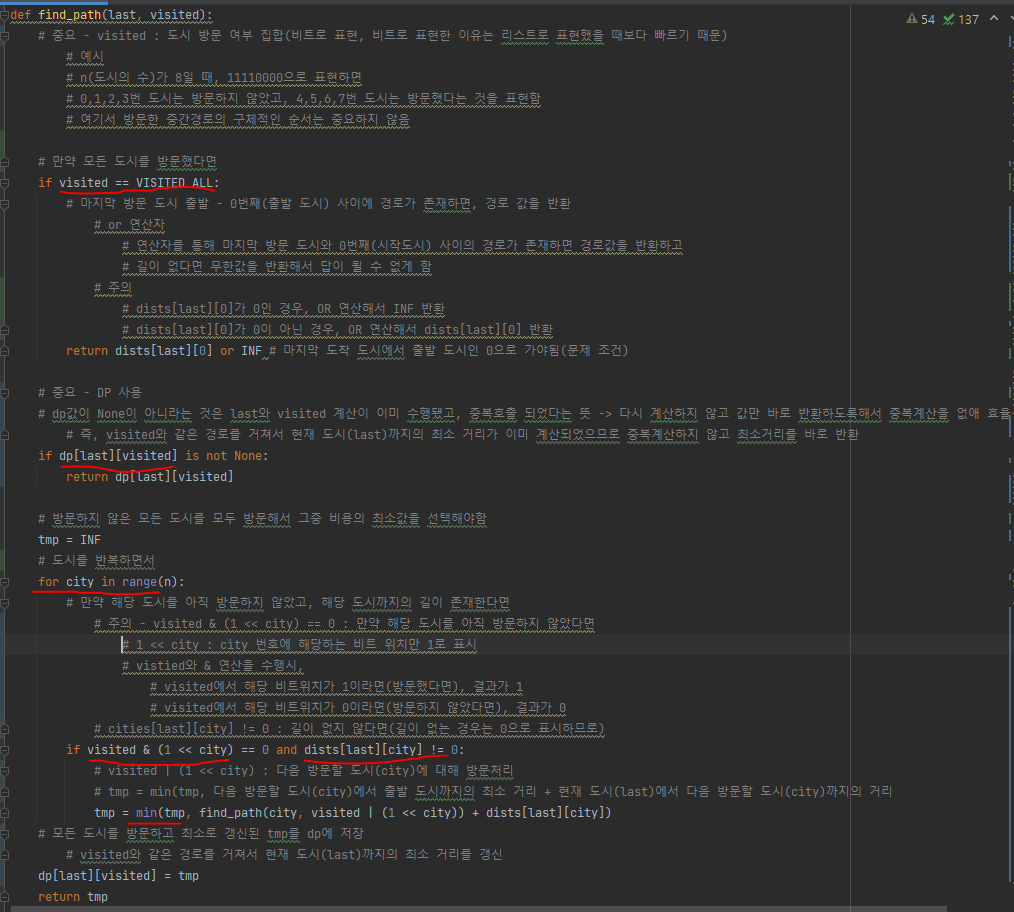 def find_path(last, visited):
⚠ 54 ✓ 137
# 중요 - visited : 도시 방문 여부 집합(비트로 표현, 비트로 표현한 이유는 리스트로 표현했을 때보다 빠르기 때문)
# 예시
# n(도시의 수)가 8일 때, 11110000으로 표현하면
# 0,1,2,3번 도시는 방문하지 않았고, 4,5,6,7번 도시는 방문했다는 것을 표현함
# 여기서 방문한 중간경로의 구체적인 순서는 중요하지 않음
# 만약 모든 도시를 방문했다면
if visited == VISITED_ALL:
# 마지막 방문 도시 출발 - 0번째(출발 도시) 사이에 경로가 존재하면, 경로 값을 반환
# or 연산자
# 연산자를 통해 마지막 방문 도시와 0번째(시작도시) 사이의 경로가 존재하면 경로값을 반환하고
# 길이 없다면 무한값을 반환해서 답이 될 수 없게 함
# 주의
# dists[last][0]가 0인 경우, OR 연산해서 INF 반환
# dists[last][0]가 0이 아닌 경우, OR 연산해서 dists[last][0] 반환
return dists[last][0] or INF # 마지막 도착 도시에서 출발 도시인 0으로 가야됨(문제 조건)
# 중요 - DP 사용
# dp값이 None이 아니라는 것은 last와 visited 계산이 이미 수행됐고, 중복호출 되었다는 뜻 -> 다시 계산하지 않고 값만 바로 반환하도록해서 중복계산을 없애 효율
# 즉, visited와 같은 경로를 거쳐서 현재 도시(last)까지의 최소 거리가 이미 계산되었으므로 중복계산하지 않고 최소거리를 바로 반환
if dp[last][visited] is not None:
return dp[last][visited]
# 방문하지 않은 모든 도시를 모두 방문해서 그중 비용의 최소값을 선택해야함
tmp = INF
# 도시를 반복하면서
for city in range(n):
# 만약 해당 도시를 아직 방문하지 않았고, 해당 도시까지의 길이 존재한다면
# 주의 - visited & (1 << city) == 0 : 만약 해당 도시를 아직 방문하지 않았다면
# 1 << city : city 번호에 해당하는 비트 위치만 1로 표시
# vistied와 & 연산을 수행시,
# visited에서 해당 비트위치가 1이라면(방문했다면), 결과가 1
# visited에서 해당 비트위치가 0이라면(방문하지 않았다면), 결과가 0
# cities[last][city] != 0 : 길이 없지 않다면(길이 없는 경우는 0으로 표시하므로)
if visited & (1 << city) == 0 and dists[last][city] != 0:
# visited | (1 << city) : 다음 방문할 도시(city)에 대해 방문처리
# tmp = min(tmp, 다음 방문할 도시(city)에서 출발 도시까지의 최소 거리 + 현재 도시(last)에서 다음 방문할 도시(city)까지의 거리
tmp = min(tmp, find_path(city, visited | (1 << city)) + dists[last][city])
# 모든 도시를 방문하고 최소로 갱신된 tmp를 dp에 저장
# visited와 같은 경로를 거쳐서 현재 도시(last)까지의 최소 거리를 갱신
dp[last][visited] = tmp
return tmp